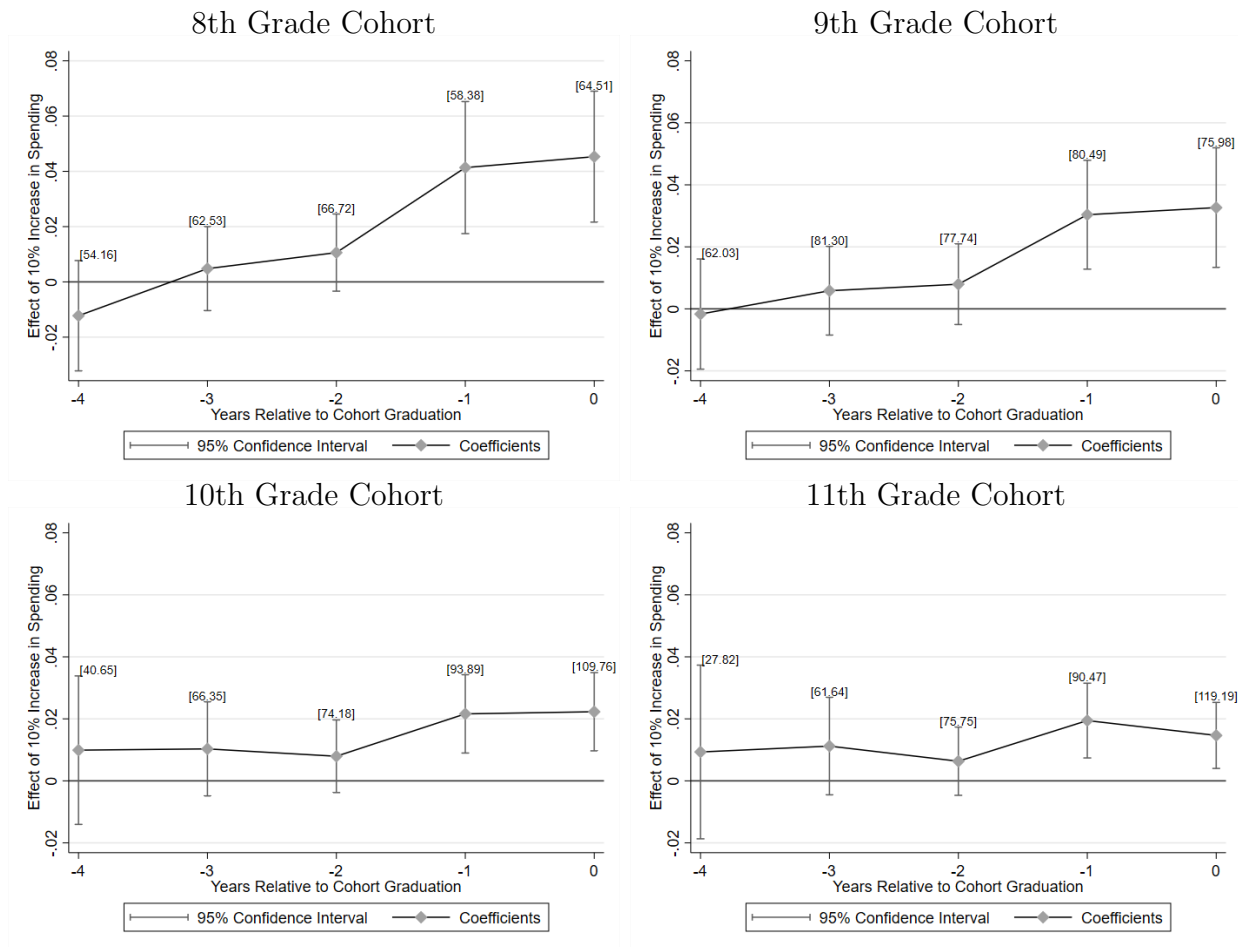 8th Grade Cohort
Effect of 10% Increase in Spending
.08
.06
.04
.02
0
-.02
[54.16]
[62.53]
[66.72]
[58.38]
[64.51]
-4 -3 -2 -1 0
Years Relative to Cohort Graduation
95% Confidence Interval Coefficients
9th Grade Cohort
Effect of 10% Increase in Spending
.08
.06
.04
.02
0
-.02
[62.03]
[81.30]
[77.74]
[80.49]
[75.98]
-4 -3 -2 -1 0
Years Relative to Cohort Graduation
95% Confidence Interval Coefficients
10th Grade Cohort
Effect of 10% Increase in Spending
.08
.06
.04
.02
0
-.02
[40.65]
[66.35]
[74.18]
[93.89]
[109.76]
-4 -3 -2 -1 0
Years Relative to Cohort Graduation
95% Confidence Interval Coefficients
11th Grade Cohort
Effect of 10% Increase in Spending
.08
.06
.04
.02
0
-.02
[27.82]
[61.64]
[75.75]
[90.47]
[119.19]
-4 -3 -2 -1 0
Years Relative to Cohort Graduation
95% Confidence Interval Coefficients